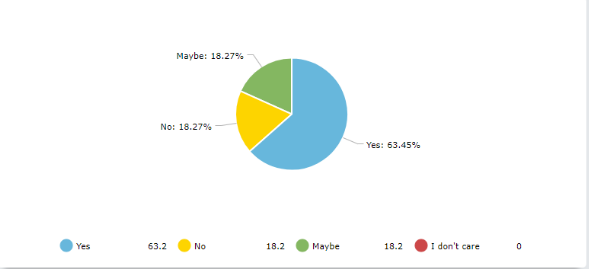 Maybe: 18.27%
No: 18.27%
Yes: 63.45%
Yes 63.2 No 18.2 Maybe 18.2 I don't care 0